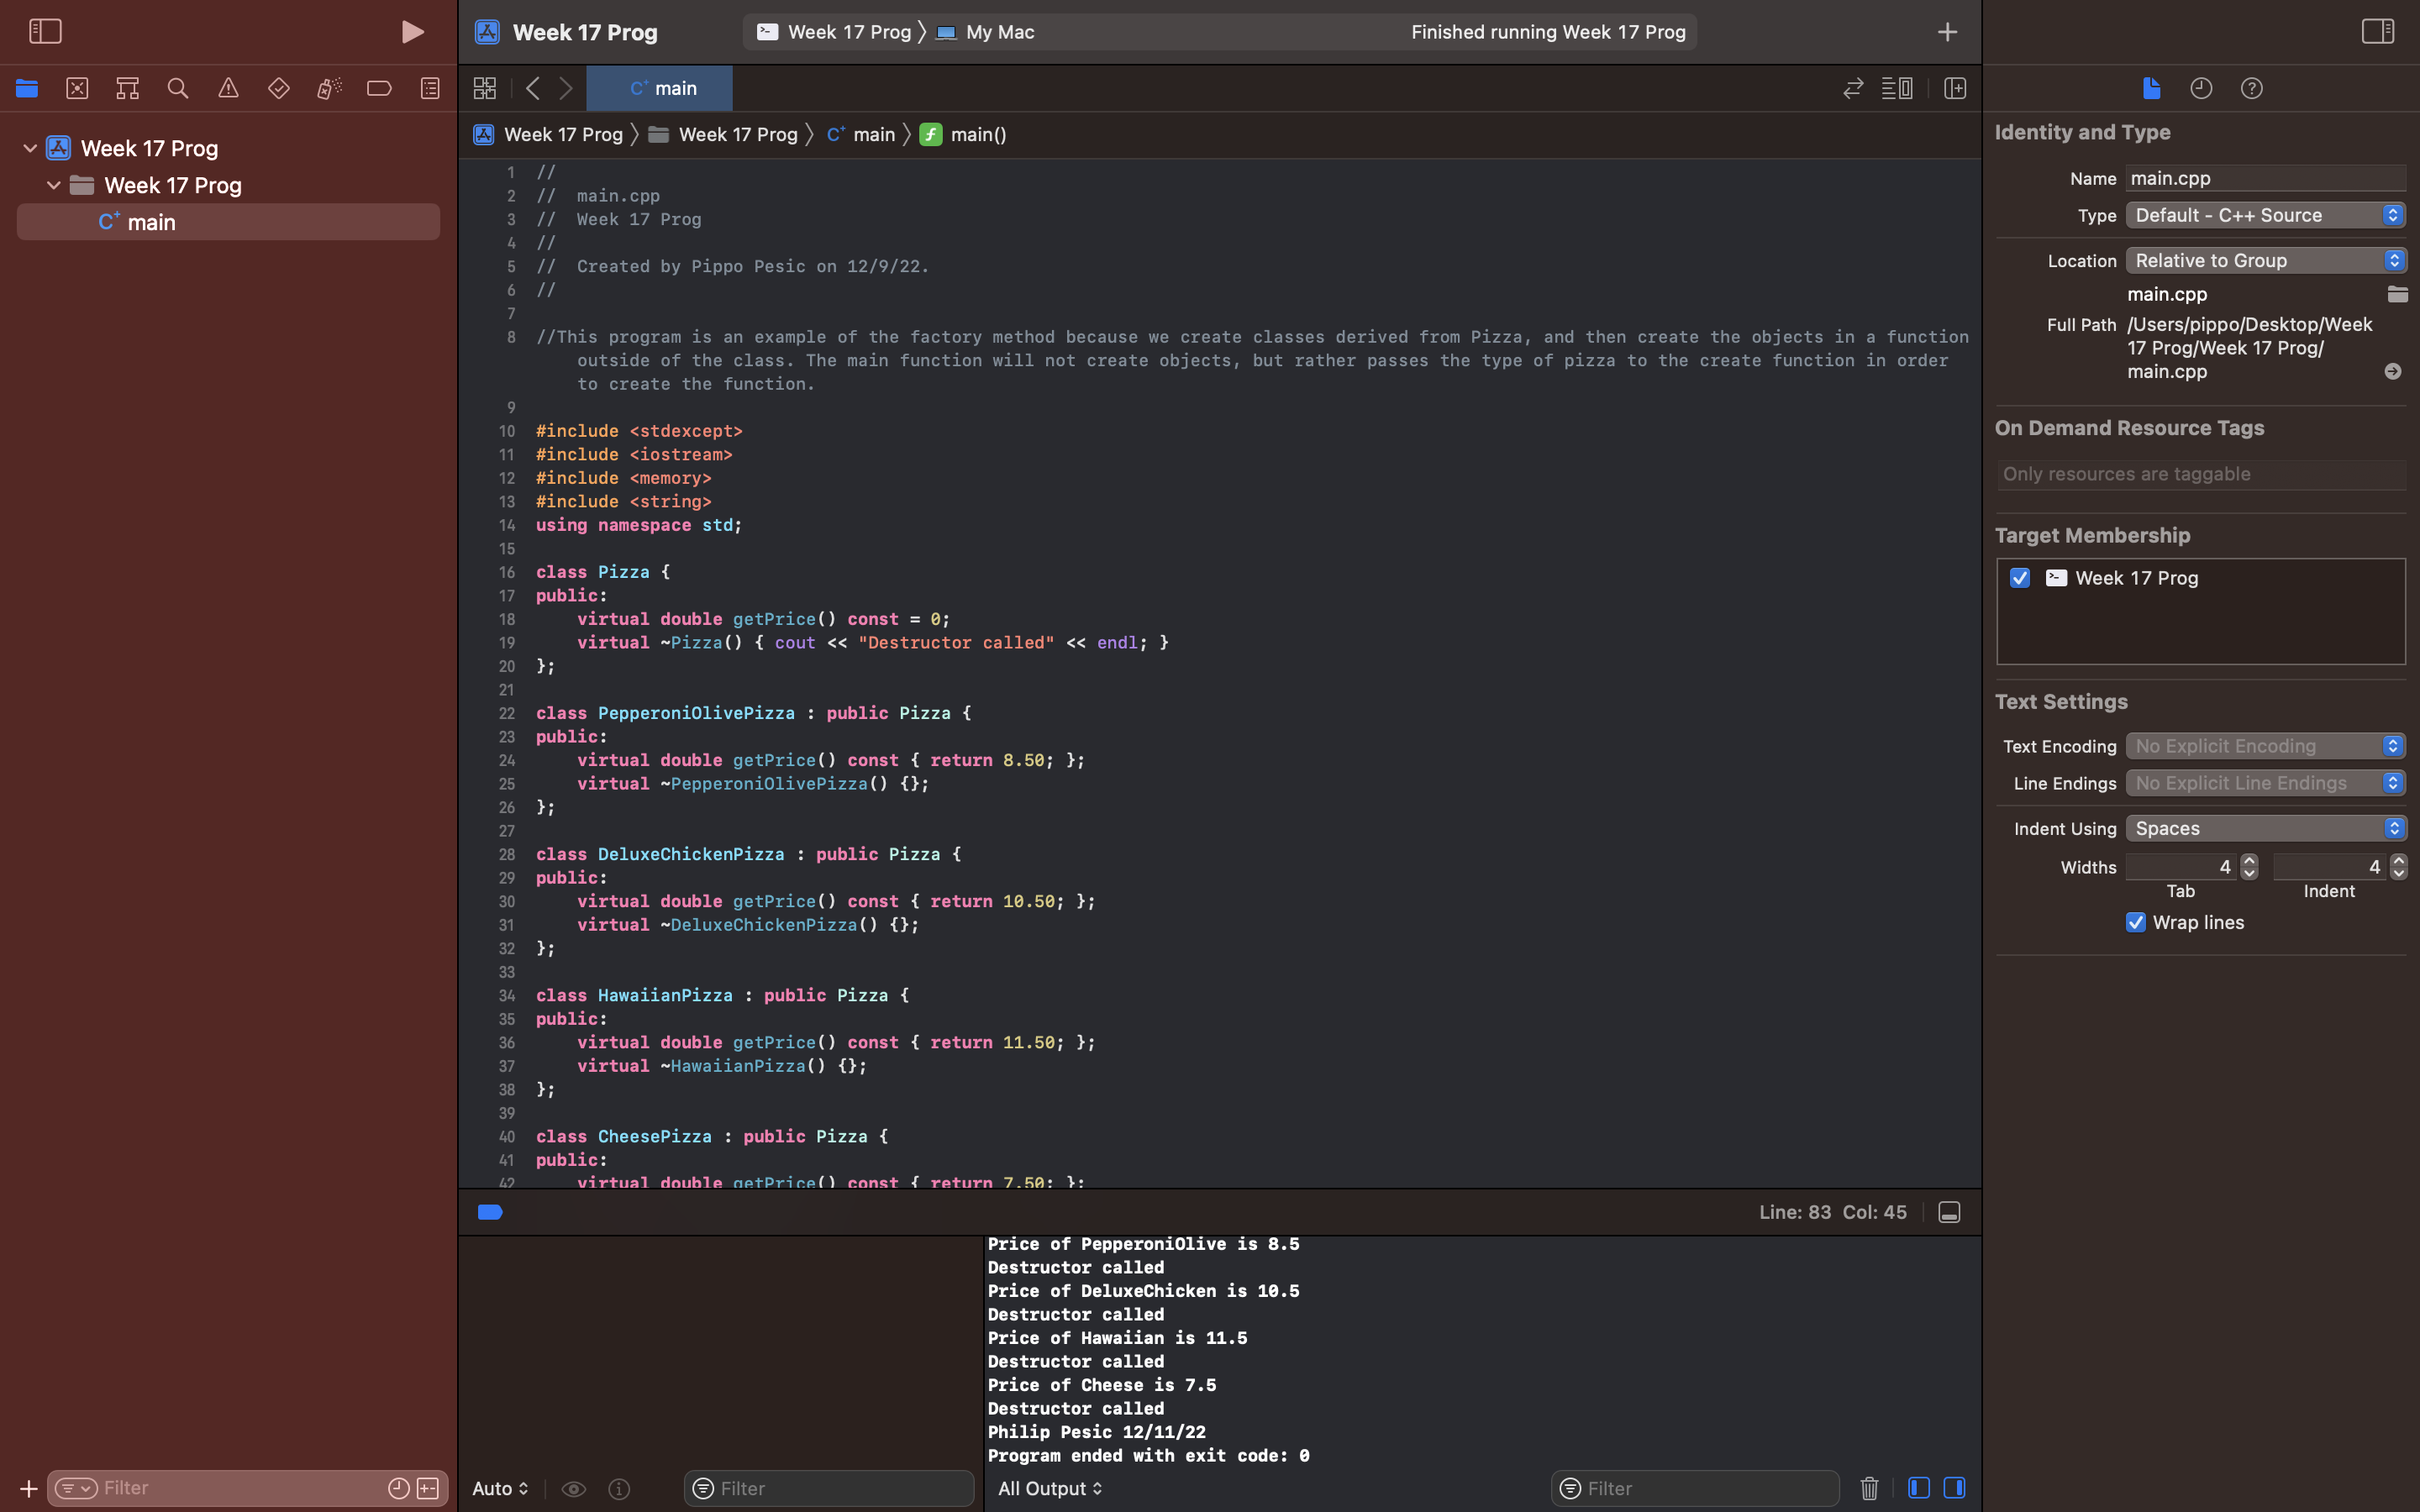 Week 17 Prog
Week 17 Prog
My Mac
Finished running Week 17 Prog
main
Week 17 Prog
Week 17 Prog
main
Week 17 Prog
Week 17 Prog
main
main()
1 //
2 //  main.cpp
3 //  Week 17 Prog
4 //
5 //  Created by Pippo Pesic on 12/9/22.
6 //
7
8 //This program is an example of the factory method because we create classes derived from Pizza, and then create the objects in a function
outside of the class. The main function will not create objects, but rather passes the type of pizza to the create function in order
to create the function.
9
10 #include <stdexcept>
11 #include <iostream>
12 #include <memory>
13 #include <string>
14 using namespace std;
15
16 class Pizza {
17 public:
18     virtual double getPrice() const = 0;
19     virtual ~Pizza() { cout << "Destructor called" << endl; }
20 };
21
22 class PepperoniOlivePizza : public Pizza {
23 public:
24     virtual double getPrice() const { return 8.50; };
25     virtual ~PepperoniOlivePizza() {};
26 };
27
28 class DeluxeChickenPizza : public Pizza {
29 public:
30     virtual double getPrice() const { return 10.50; };
31     virtual ~DeluxeChickenPizza() {};
32 };
33
34 class HawaiianPizza : public Pizza {
35 public:
36     virtual double getPrice() const { return 11.50; };
37     virtual ~HawaiianPizza() {};
38 };
39
40 class CheesePizza : public Pizza {
41 public:
42     virtual double getPrice() const { return 7.50; };
Line: 83 Col: 45
Price of PepperoniOlive is 8.5
Destructor called
Price of DeluxeChicken is 10.5
Destructor called
Price of Hawaiian is 11.5
Destructor called
Price of Cheese is 7.5
Destructor called
Philip Pesic 12/11/22
Program ended with exit code: 0
Filter
Auto
Filter
All Output
Filter
Identity and Type
Name main.cpp
Type Default - C++ Source
Location Relative to Group
main.cpp
Full Path /Users/pippo/Desktop/Week
17 Prog/Week 17 Prog/
main.cpp
On Demand Resource Tags
Only resources are taggable
Target Membership
Week 17 Prog
Text Settings
Text Encoding No Explicit Encoding
Line Endings No Explicit Line Endings
Indent Using Spaces
Widths 4 4
Tab Indent
Wrap lines